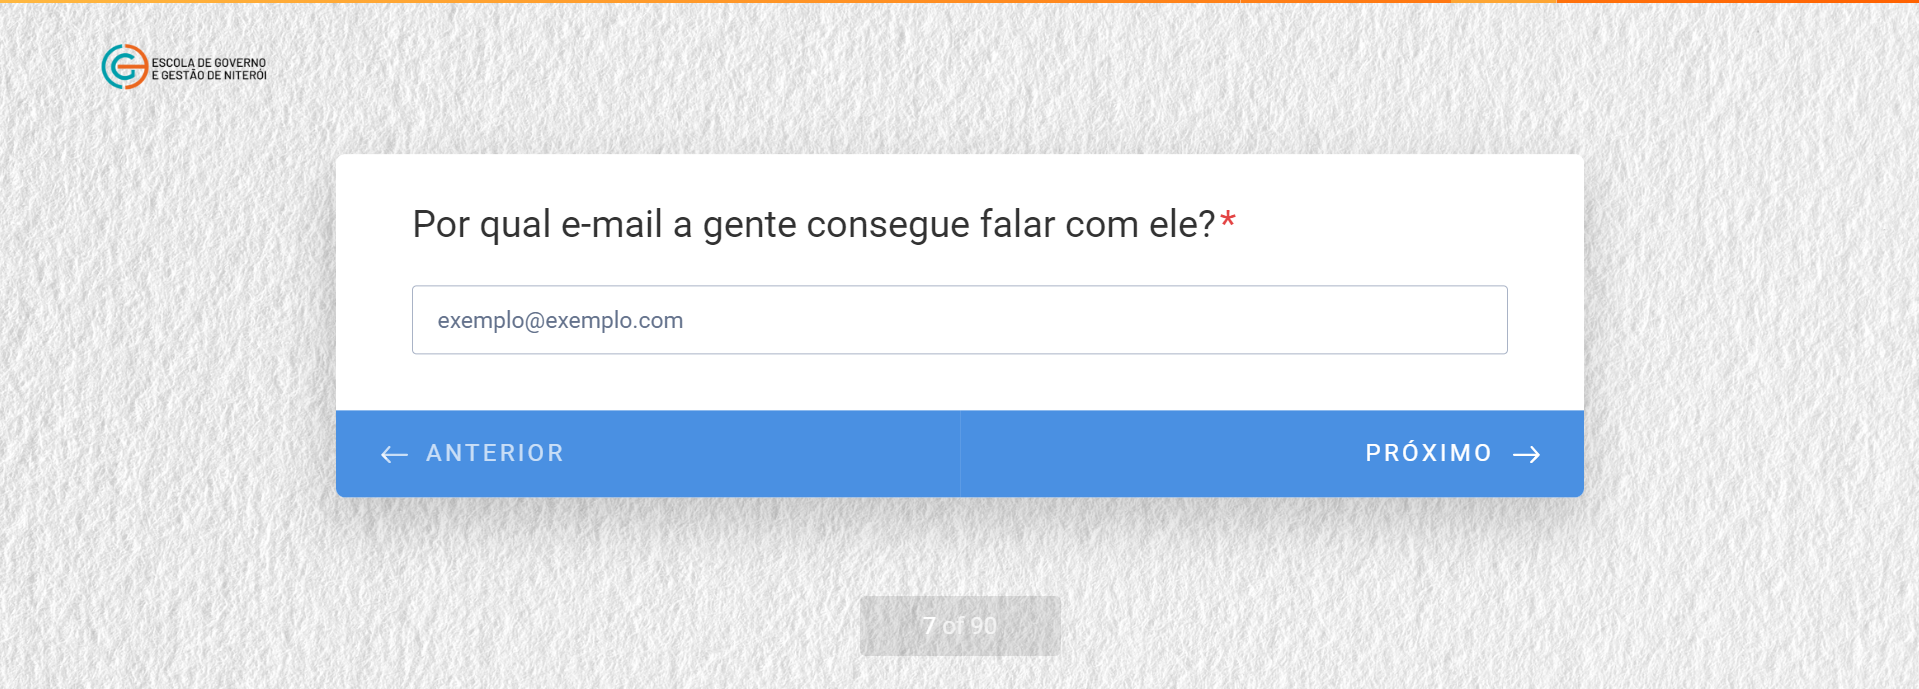 ESCOLA DE GOVERNO
E GESTÃO DE NITERÓI
Por qual e-mail a gente consegue falar com ele?*
exemplo@exemplo.com
← ANTERIOR
PRÓXIMO →
7 of 90